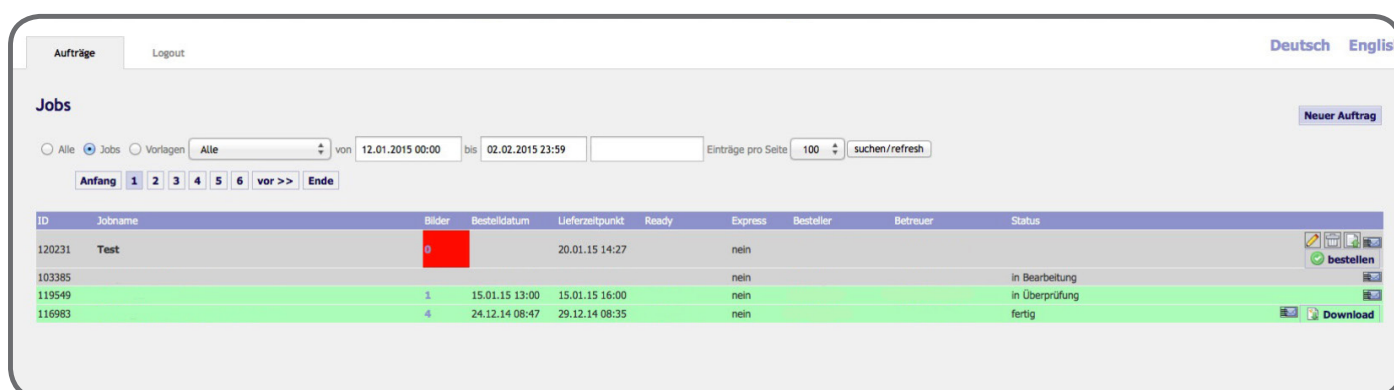 Aufträge Logout Deutsch Englis
Jobs
Neuer Auftrag
Alle Jobs Vorlagen Alle von 12.01.2015 00:00 bis 02.02.2015 23:59 Einträge pro Seite 100 suchen/refresh
Anfang 1 2 3 4 5 6 vor >> Ende
ID Jobname Bilder Bestelldatum Lieferzeitpunkt Ready Express Besteller Betreuer Status
120231 Test 0 20.01.15 14:27 nein
bestellen
103385 nein in Bearbeitung
119549 1 15.01.15 13:00 15.01.15 16:00 nein in Überprüfung
116983 4 24.12.14 08:47 29.12.14 08:35 nein fertig Download